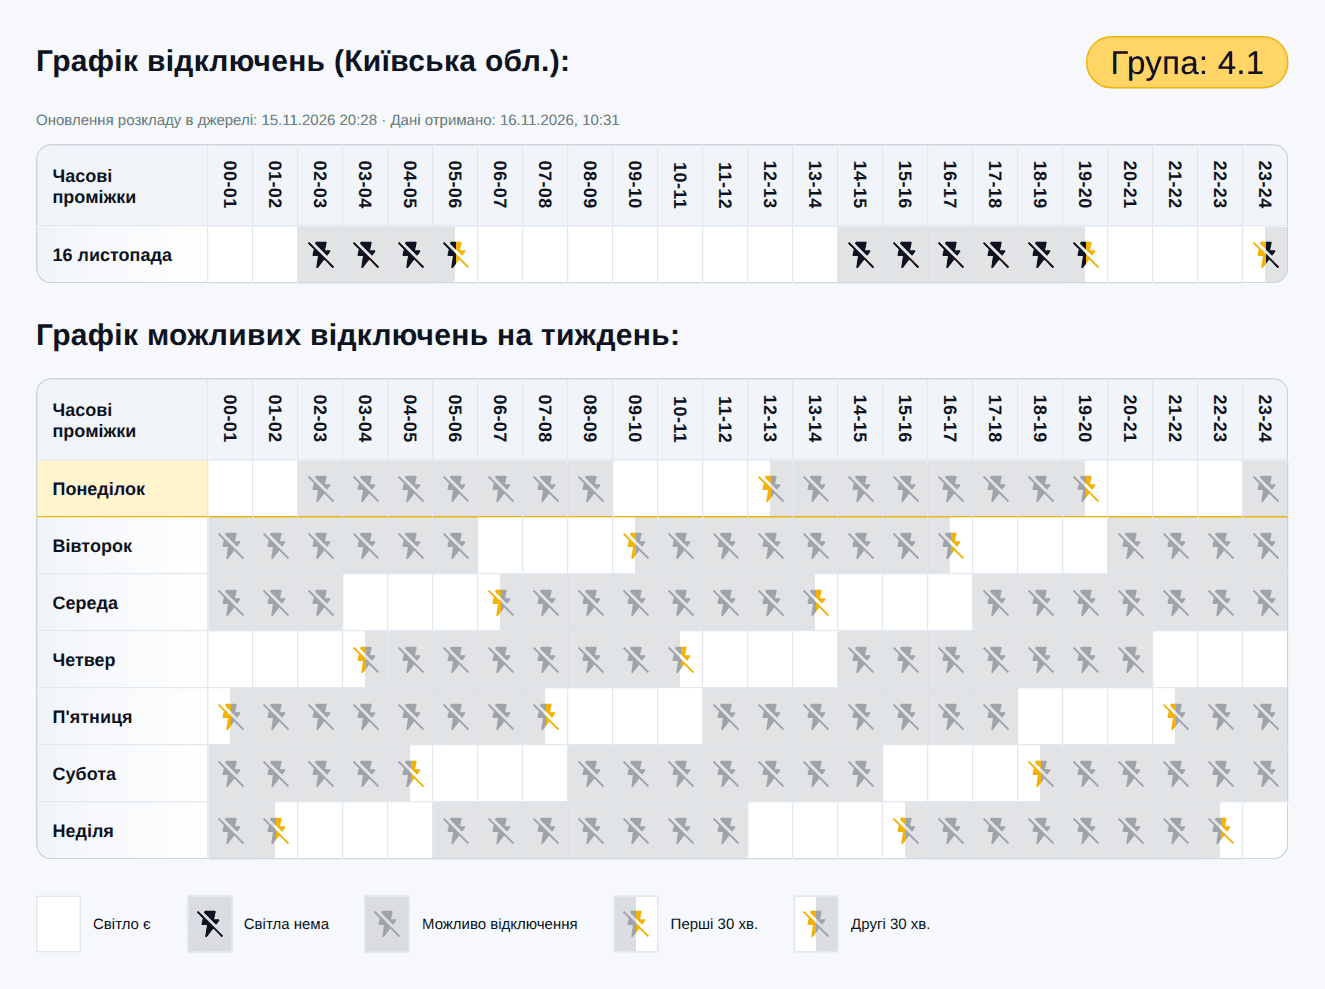 Графік відключень (Київська обл.):
Група: 4.1
Оновлення розкладу в джерелі: 15.11.2026 20:28 · Дані отримано: 16.11.2026, 10:31
Часові проміжки 00-01 01-02 02-03 03-04 04-05 05-06 06-07 07-08 08-09 09-10 10-11 11-12 12-13 13-14 14-15 15-16 16-17 17-18 18-19 19-20 20-21 21-22 22-23 23-24
16 листопада
Графік можливих відключень на тиждень:
Часові проміжки 00-01 01-02 02-03 03-04 04-05 05-06 06-07 07-08 08-09 09-10 10-11 11-12 12-13 13-14 14-15 15-16 16-17 17-18 18-19 19-20 20-21 21-22 22-23 23-24
Понеділок
Вівторок
Середа
Четвер
П'ятниця
Субота
Неділя
Світло є Світла нема Можливо відключення Перші 30 хв. Другі 30 хв.